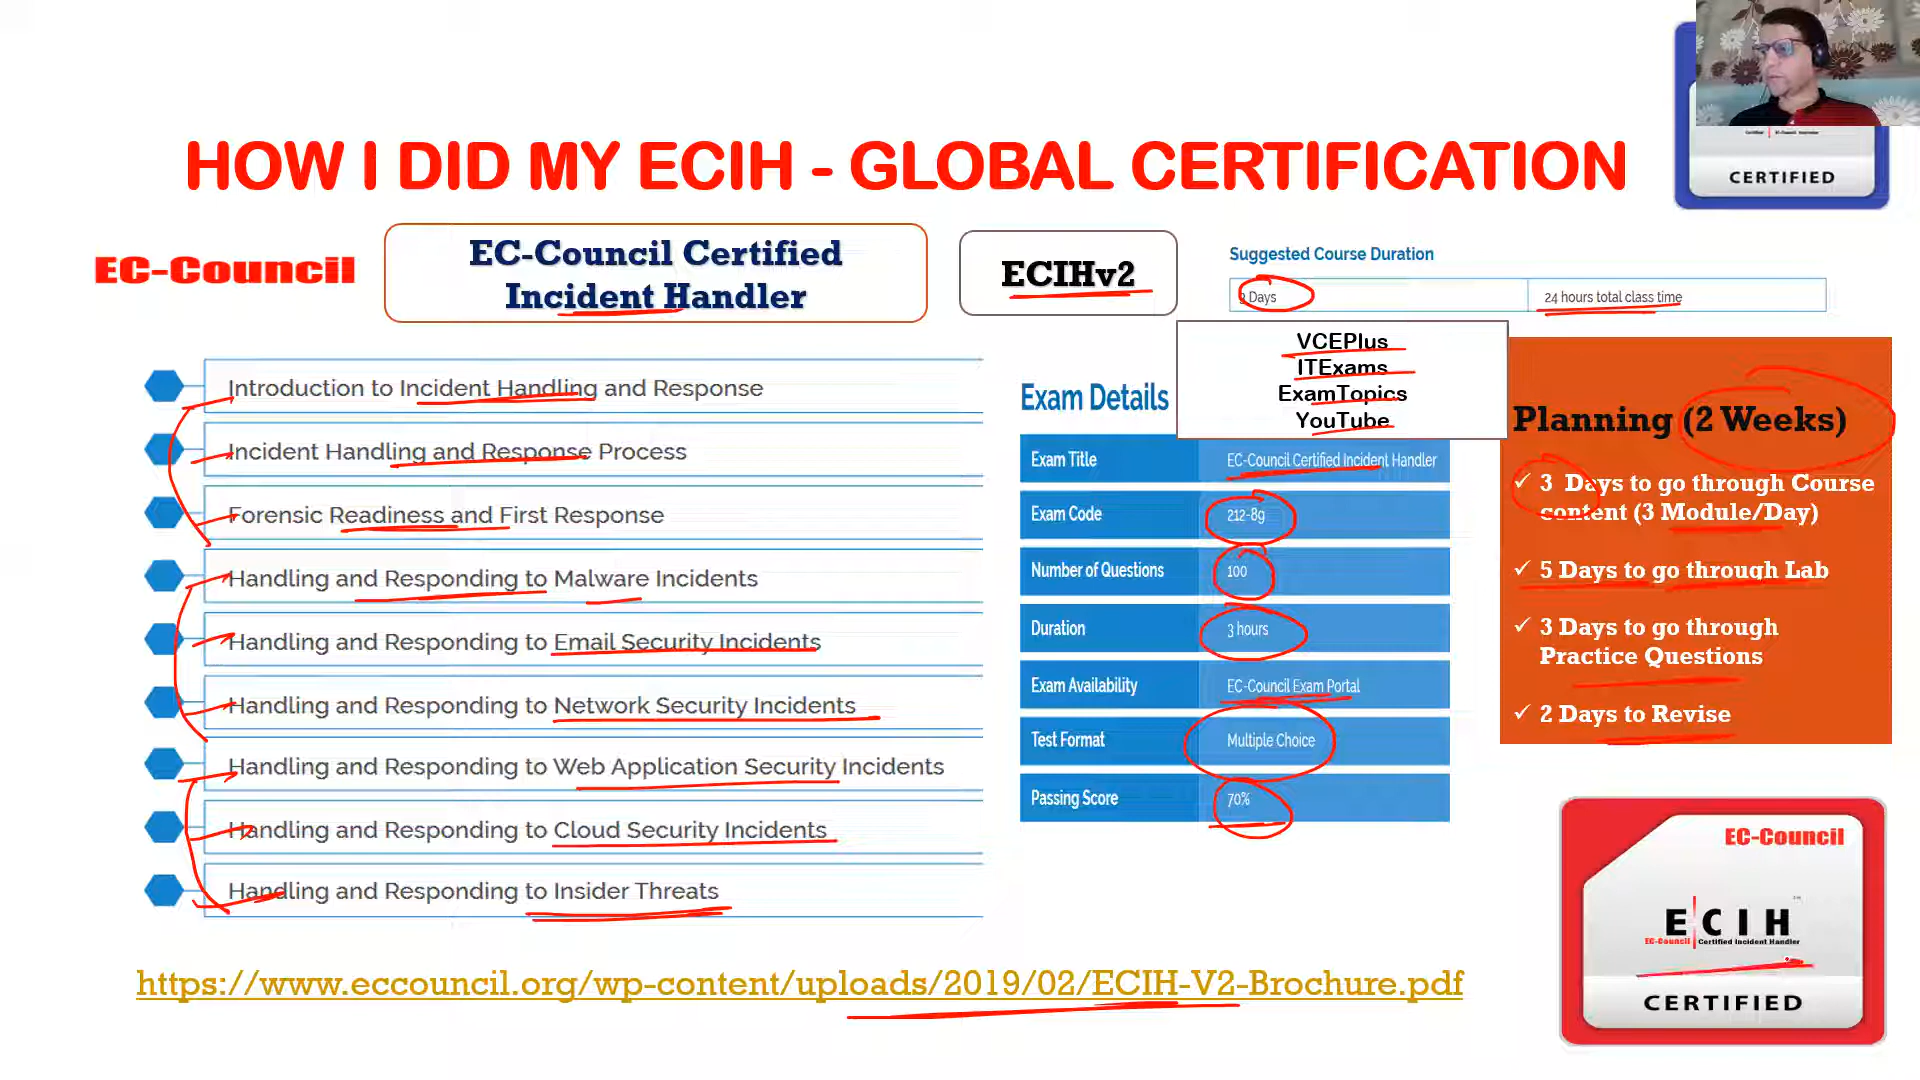 HOW I DID MY ECIH - GLOBAL CERTIFICATION
CERTIFIED
EC-Council
EC-Council Certified
Incident Handler
ECIHv2
Suggested Course Duration
3 Days
24 hours total class time
Introduction to Incident Handling and Response
Incident Handling and Response Process
Forensic Readiness and First Response
Handling and Responding to Malware Incidents
Handling and Responding to Email Security Incidents
Handling and Responding to Network Security Incidents
Handling and Responding to Web Application Security Incidents
Handling and Responding to Cloud Security Incidents
Handling and Responding to Insider Threats
VCEPlus
ITExams
ExamTopics
YouTube
Exam Details
Exam Title EC-Council Certified Incident Handler
Exam Code 212-89
Number of Questions 100
Duration 3 hours
Exam Availability EC-Council Exam Portal
Test Format Multiple Choice
Passing Score 70%
Planning (2 Weeks)
✓ 3 Days to go through Course
content (3 Module/Day)
✓ 5 Days to go through Lab
✓ 3 Days to go through
Practice Questions
✓ 2 Days to Revise
EC-Council
ECIH
EC-Council Certified Incident Handler
CERTIFIED
https://www.eccouncil.org/wp-content/uploads/2019/02/ECIH-V2-Brochure.pdf